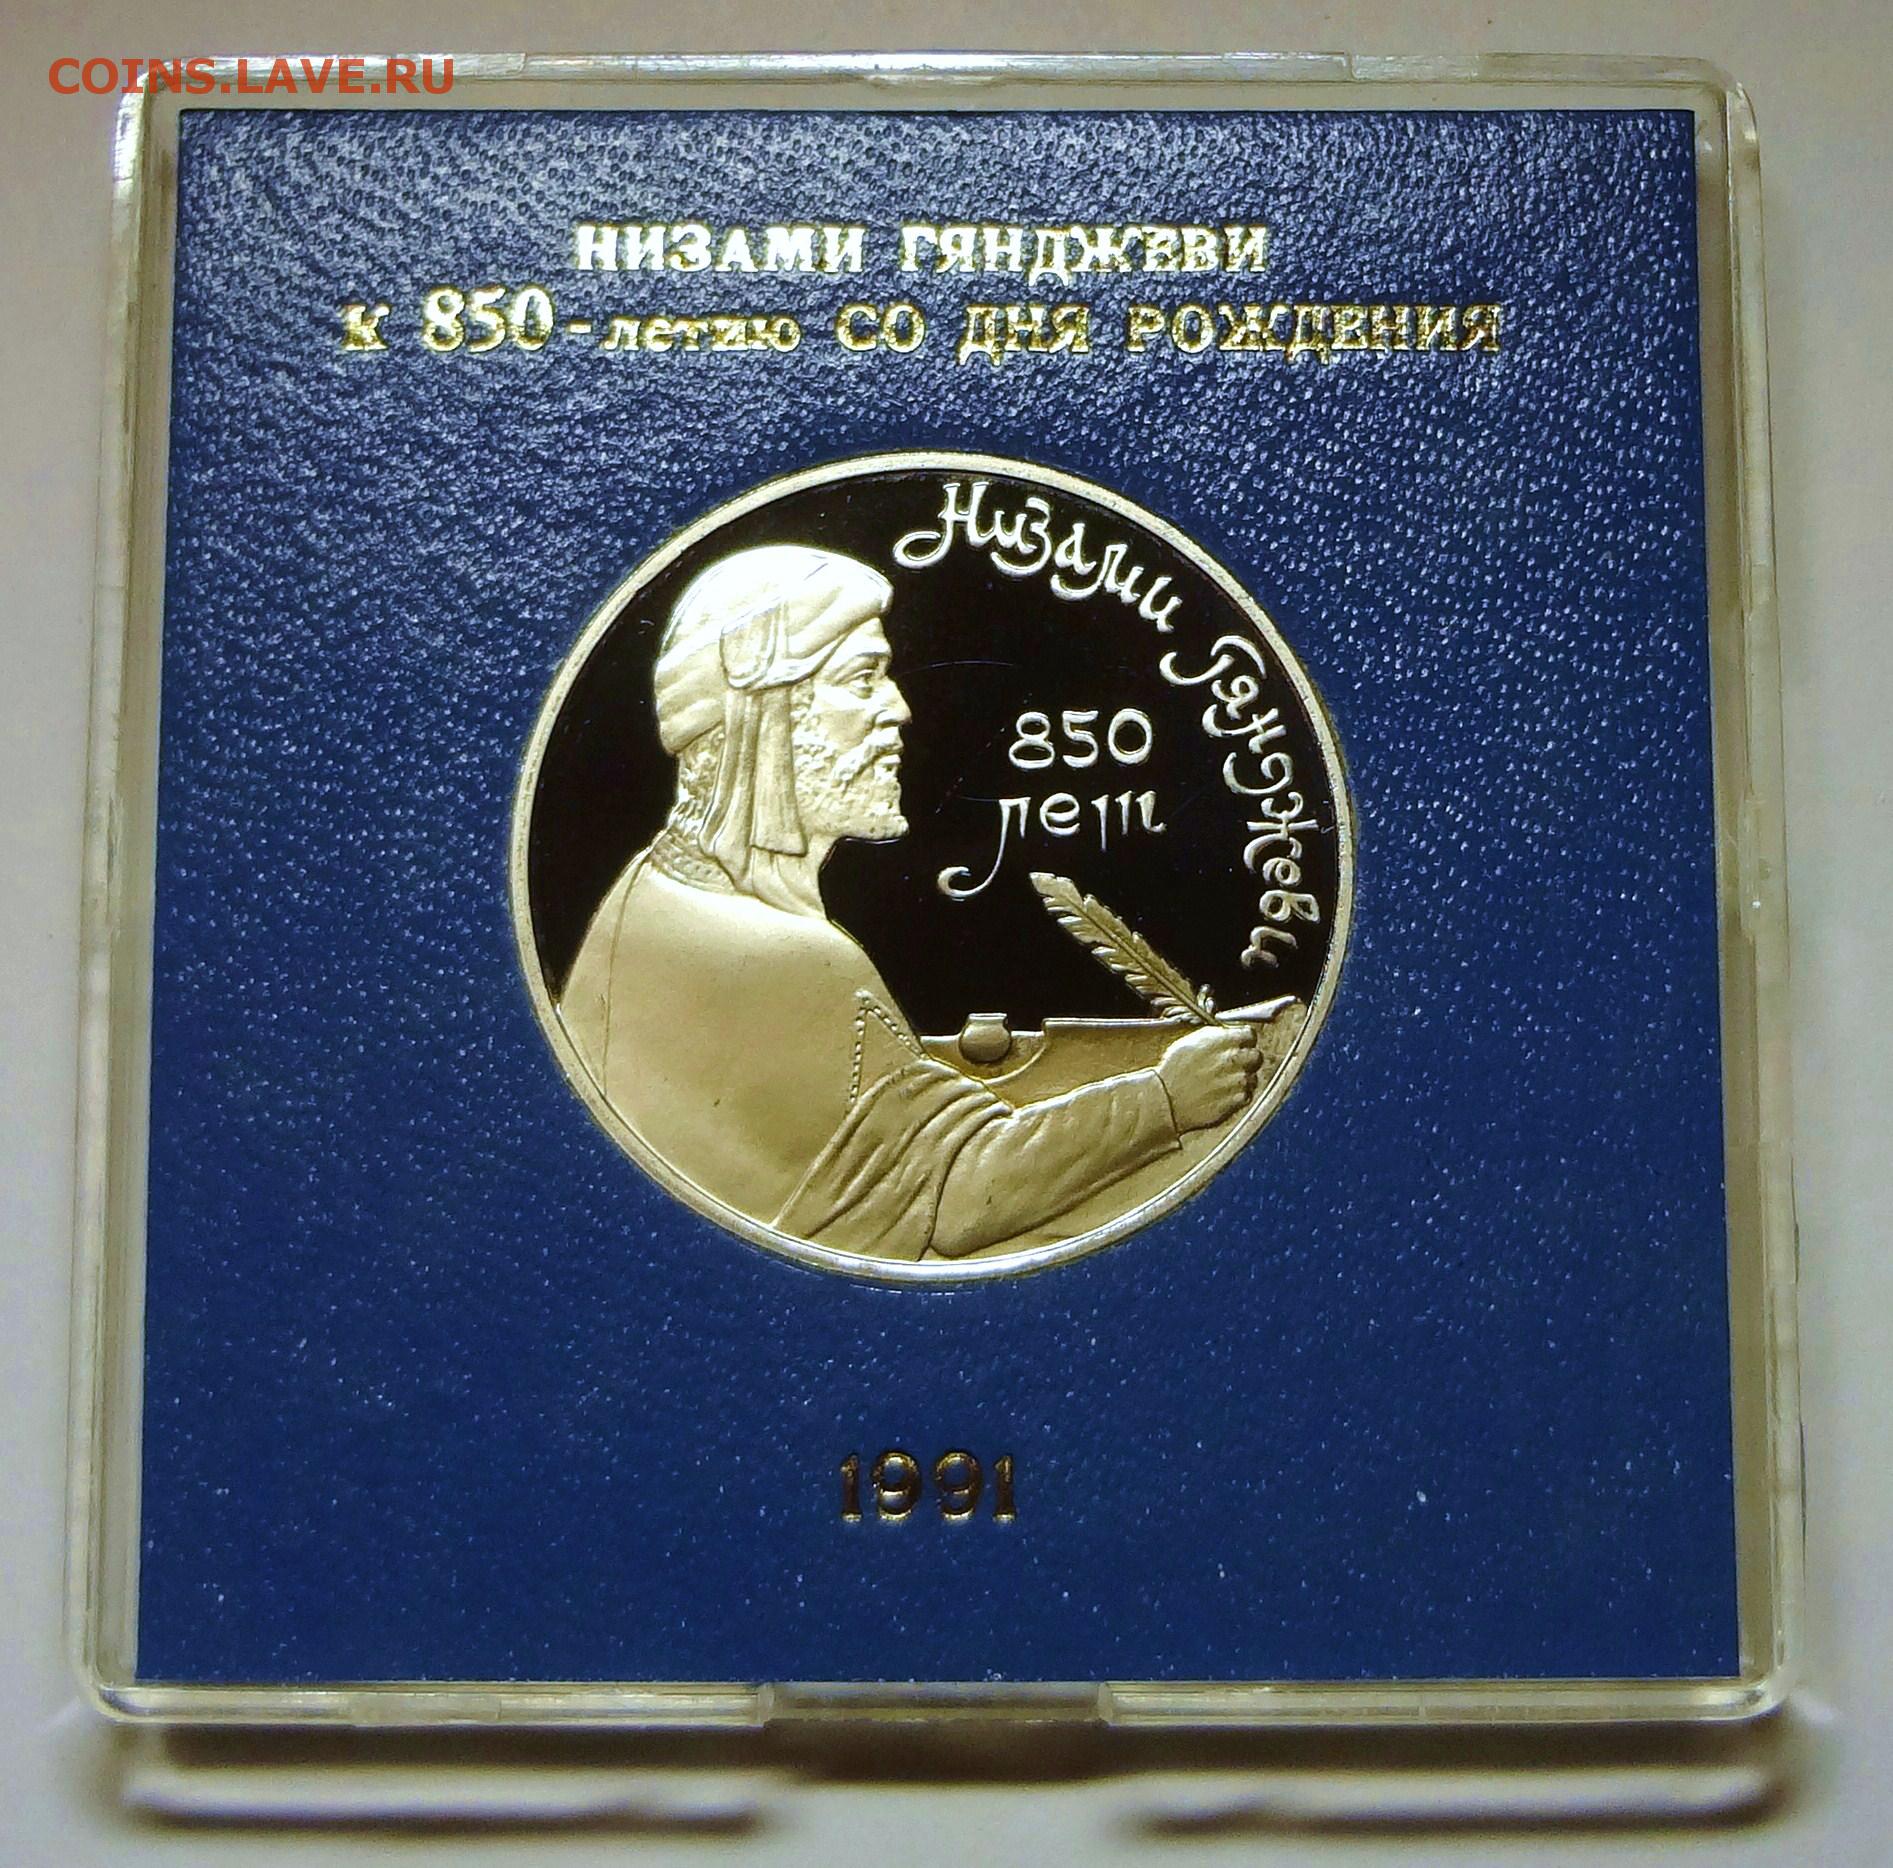 COINS.LAVE.RU
НИЗАМИ ГЯНДЖЕВИ
К 850-летию СО ДНЯ РОЖДЕНИЯ
Низами Гянджеви
850
лет
1991